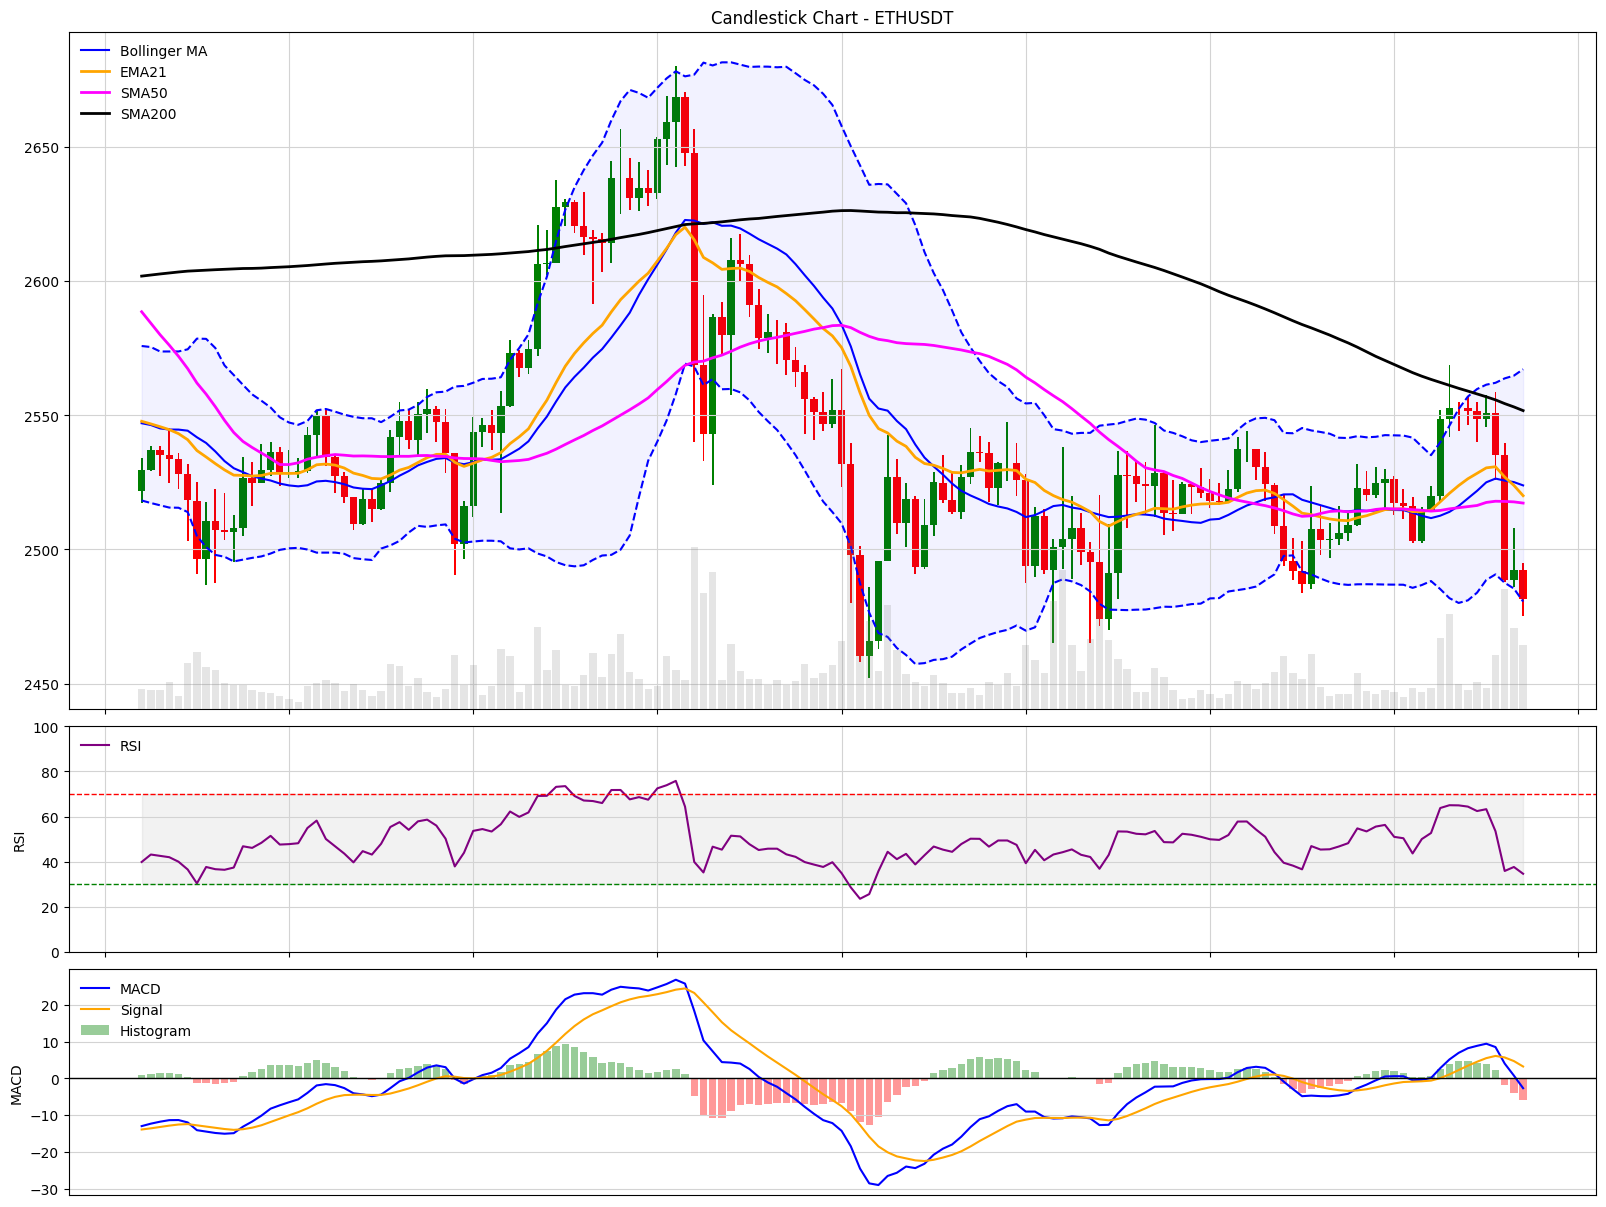 Candlestick Chart - ETHUSDT
Bollinger MA
EMA21
SMA50
SMA200
2650
2600
2550
2500
2450
RSI
100
80
60
40
20
0
RSI
MACD
Signal
Histogram
20
10
0
−10
−20
−30
MACD